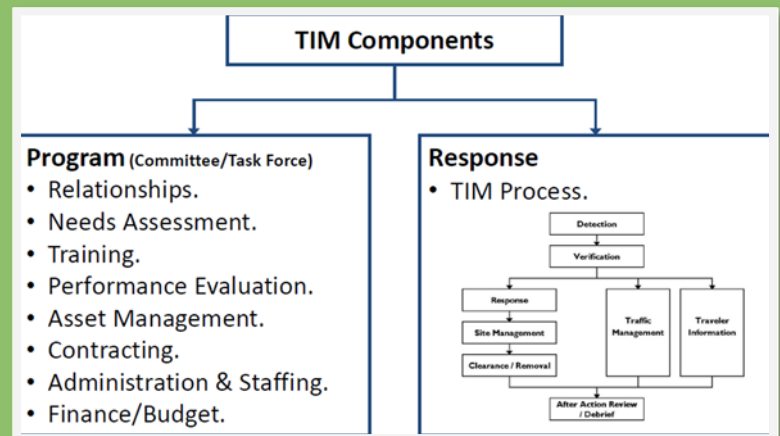 TIM Components
Program (Committee/Task Force)
• Relationships.
• Needs Assessment.
• Training.
• Performance Evaluation.
• Asset Management.
• Contracting.
• Administration & Staffing.
• Finance/Budget.
Response
• TIM Process.
Detection
Verification
Response
Site Management
Clearance / Removal
Traffic
Management
Traveler
Information
After Action Review
/ Debrief